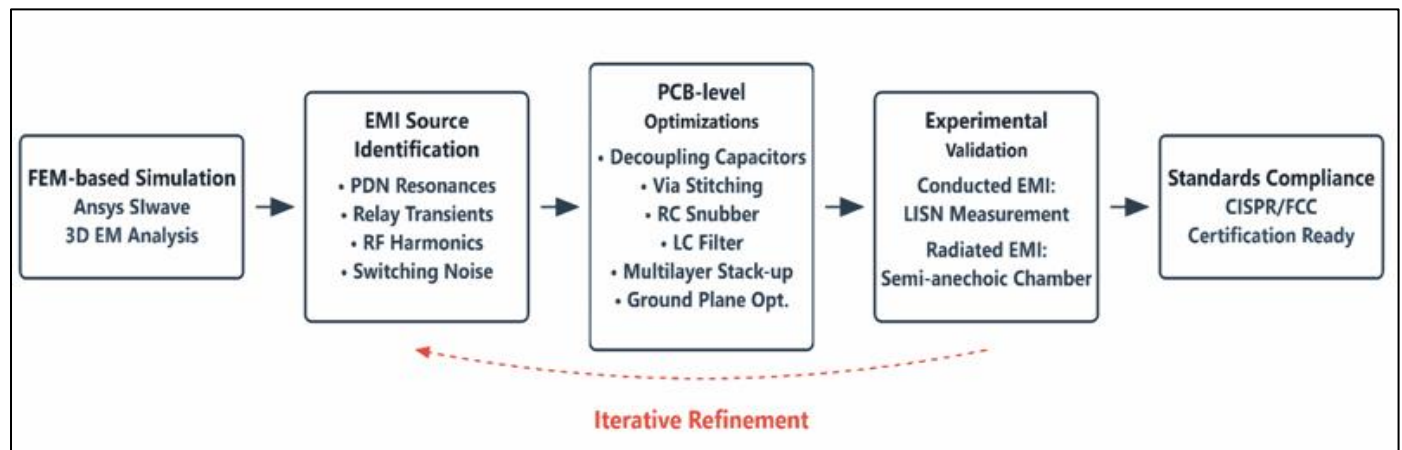 FEM-based Simulation
Ansys SIwave
3D EM Analysis
EMI Source
Identification
• PDN Resonances
• Relay Transients
• RF Harmonics
• Switching Noise
PCB-level
Optimizations
• Decoupling Capacitors
• Via Stitching
• RC Snubber
• LC Filter
• Multilayer Stack-up
• Ground Plane Opt.
Experimental
Validation
Conducted EMI:
LISN Measurement
Radiated EMI:
Semi-anechoic Chamber
Standards Compliance
CISPR/FCC
Certification Ready
Iterative Refinement